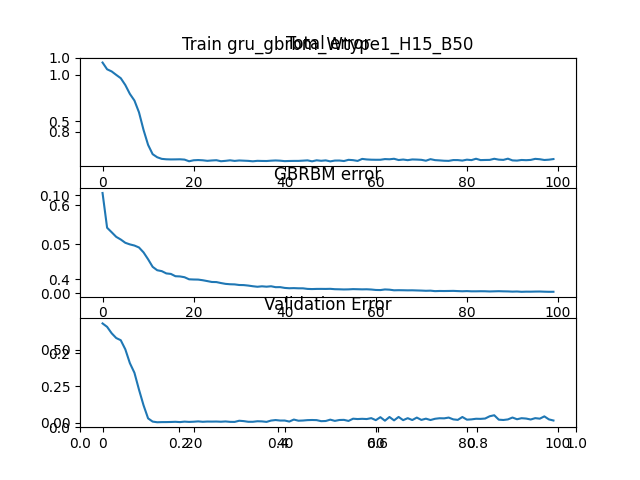 Train gru_gbrbm_Wtype1_H15_B50
Total error
1.0
1.0
0.5
0.8
0 20 40 60 80 100
GBRBM error
0.10
0.6
0.05
0.4
0.00
0 20 40 60 80 100
Validation Error
0.50
0.2
0.25
0.00
0.0
0 20 40 60 80 100
0.0 0.2 0.4 0.6 0.8 1.0